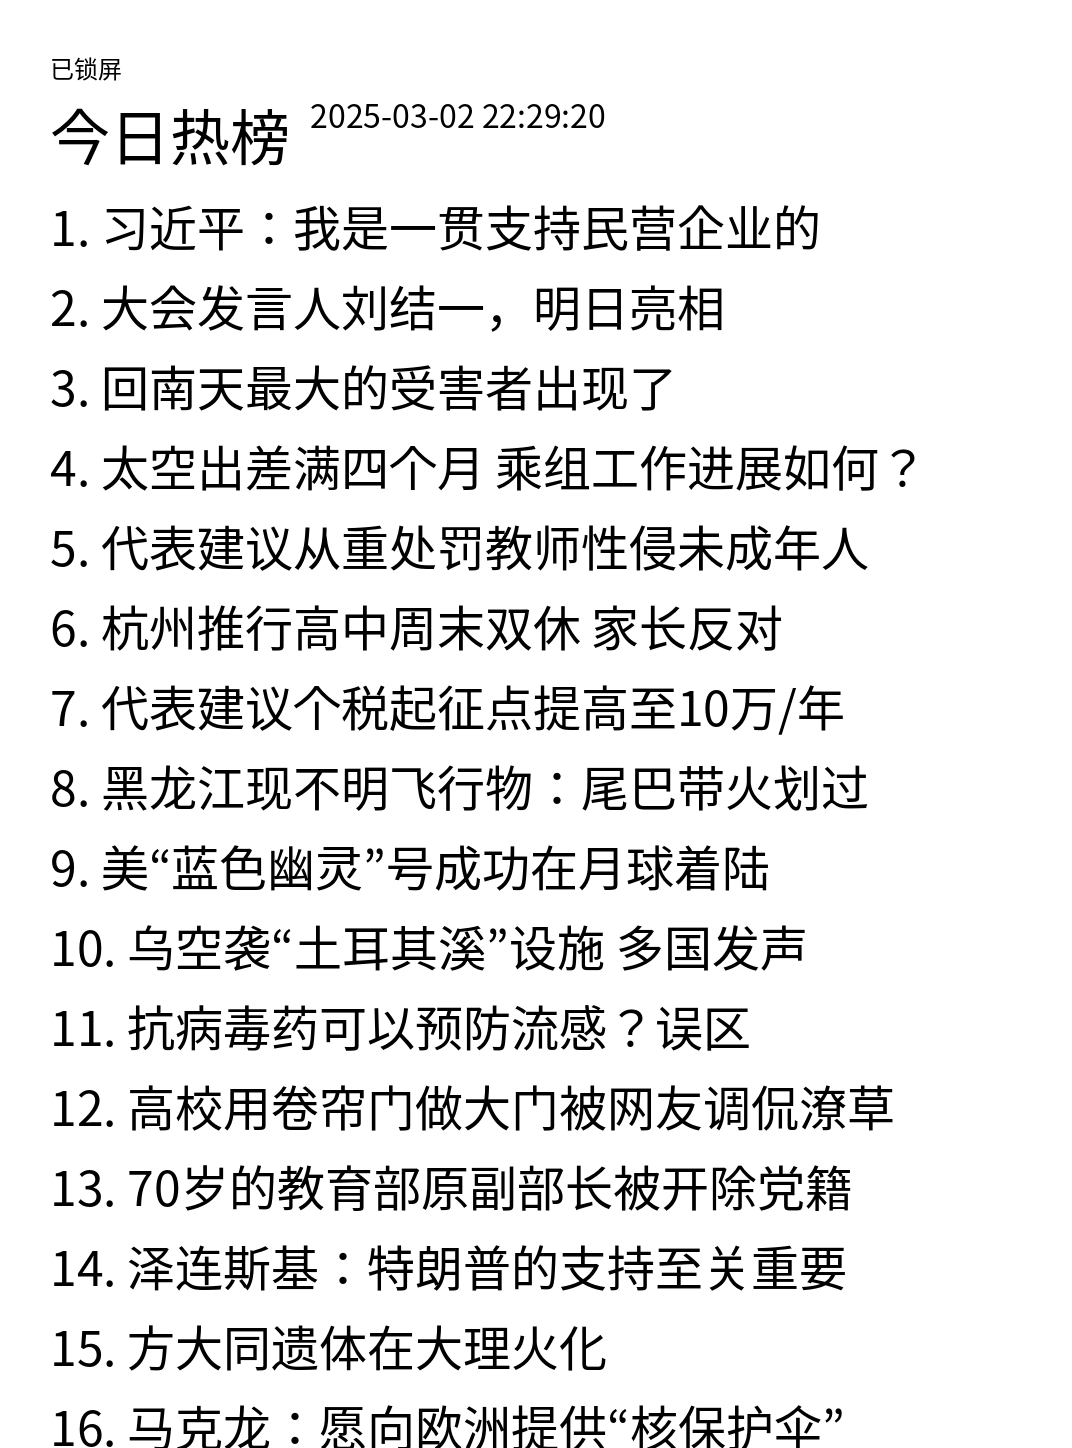 已锁屏
今日热榜 2025-03-02 22:29:20
1. 习近平：我是一贯支持民营企业的
2. 大会发言人刘结一，明日亮相
3. 回南天最大的受害者出现了
4. 太空出差满四个月 乘组工作进展如何？
5. 代表建议从重处罚教师性侵未成年人
6. 杭州推行高中周末双休 家长反对
7. 代表建议个税起征点提高至10万/年
8. 黑龙江现不明飞行物：尾巴带火划过
9. 美“蓝色幽灵”号成功在月球着陆
10. 乌空袭“土耳其溪”设施 多国发声
11. 抗病毒药可以预防流感？误区
12. 高校用卷帘门做大门被网友调侃潦草
13. 70岁的教育部原副部长被开除党籍
14. 泽连斯基：特朗普的支持至关重要
15. 方大同遗体在大理火化
16. 马克龙：愿向欧洲提供“核保护伞”